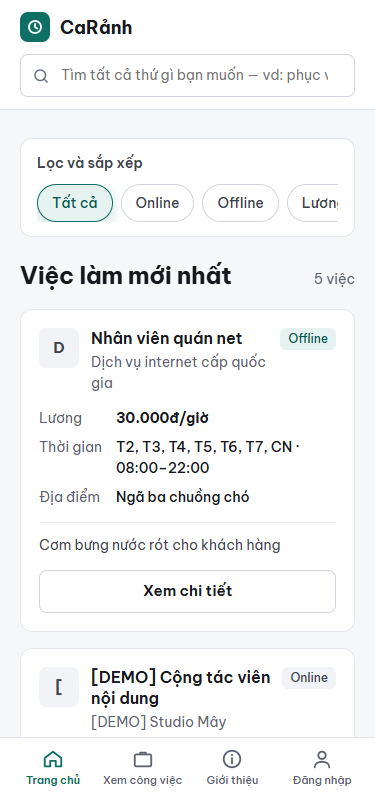 CaRảnh
Tìm tất cả thứ gì bạn muốn — vd: phục v
Lọc và sắp xếp
Tất cả Online Offline Lương
Việc làm mới nhất 5 việc
D Nhân viên quán net Offline
Dịch vụ internet cấp quốc
gia
Lương 30.000đ/giờ
Thời gian T2, T3, T4, T5, T6, T7, CN ·
08:00–22:00
Địa điểm Ngã ba chuồng chó
Cơm bưng nước rót cho khách hàng
Xem chi tiết
[ [DEMO] Cộng tác viên Online
nội dung
[DEMO] Studio Mây
Trang chủ Xem công việc Giới thiệu Đăng nhập